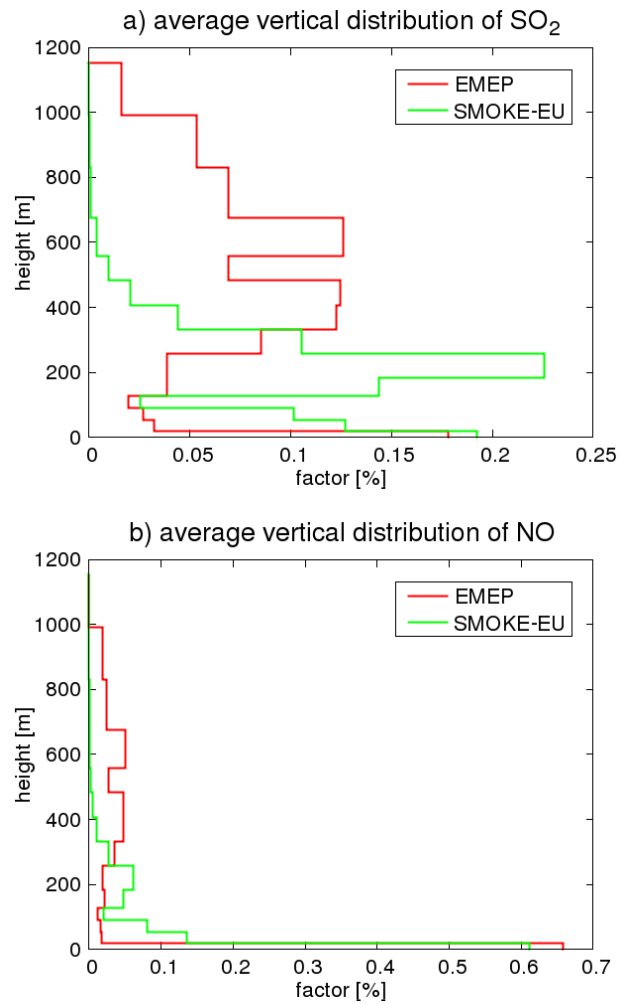 a) average vertical distribution of SO₂
1200
1000
800
600
400
200
0
height [m]
EMEP
SMOKE-EU
0 0.05 0.1 0.15 0.2 0.25
factor [%]
b) average vertical distribution of NO
1200
1000
800
600
400
200
0
height [m]
EMEP
SMOKE-EU
0 0.1 0.2 0.3 0.4 0.5 0.6 0.7
factor [%]